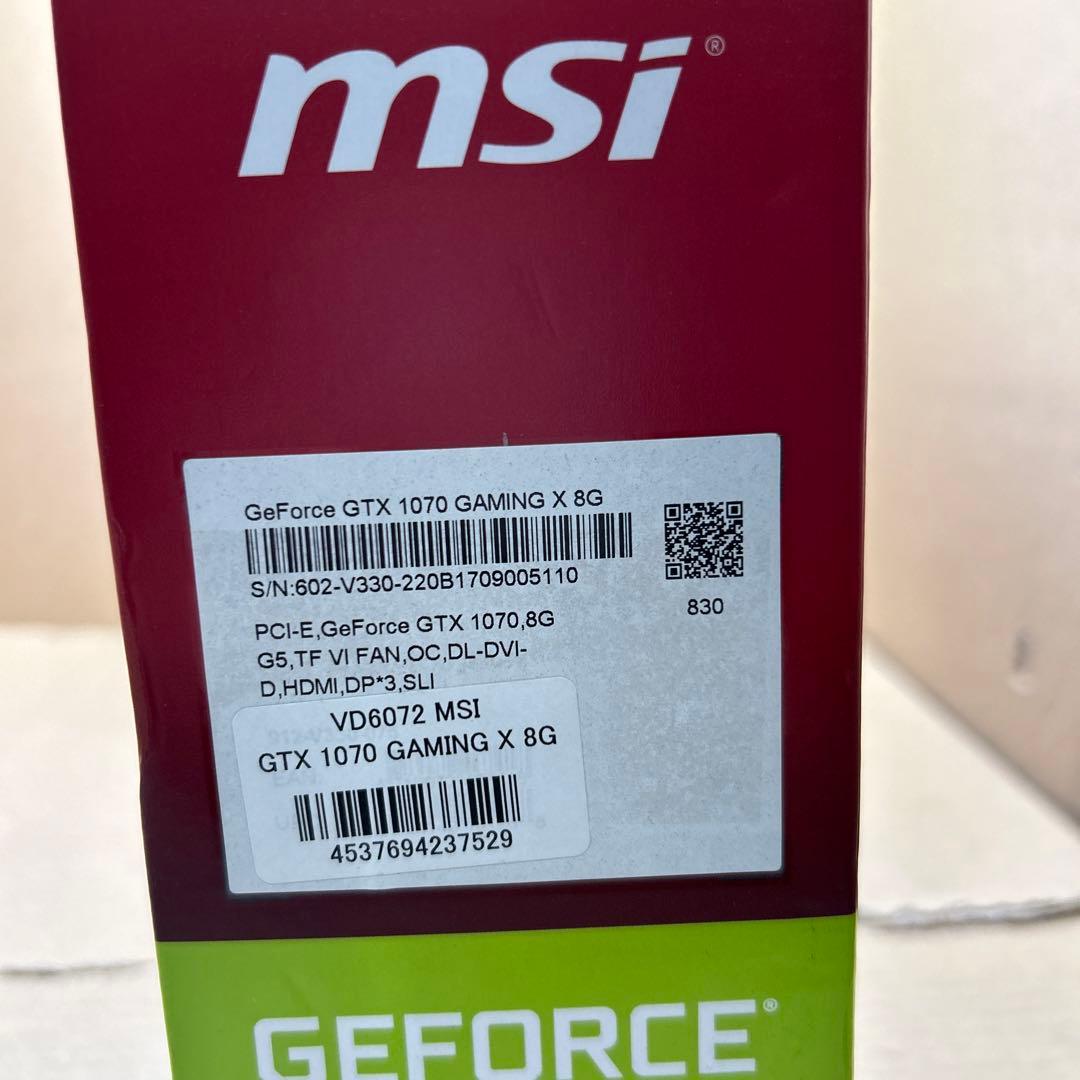 msi®
GeForce GTX 1070 GAMING X 8G
S/N:602-V330-220B1709005110
830
PCI-E,GeForce GTX 1070,8G
G5,TF VI FAN,OC,DL-DVI-
D,HDMI,DP*3,SLI
VD6072 MSI
GTX 1070 GAMING X 8G
4537694237529
GEFORCE®